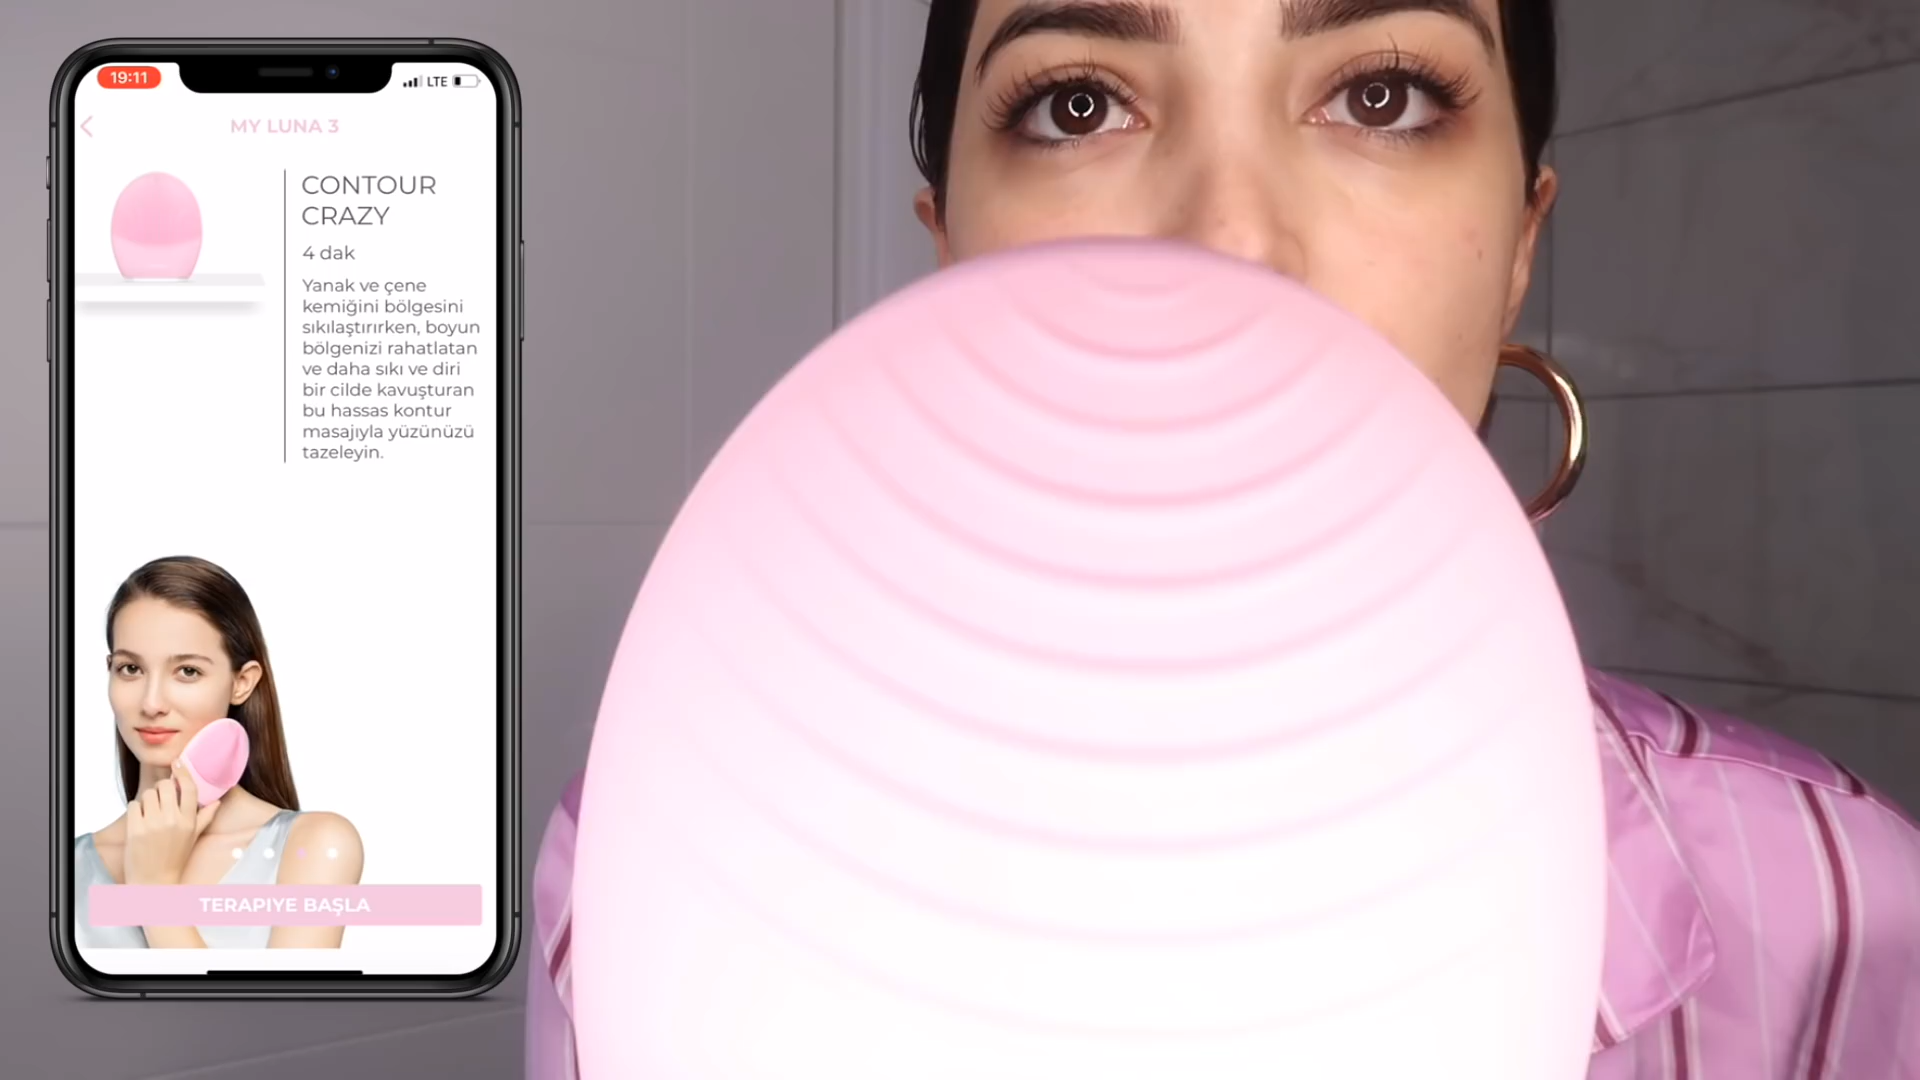 19:11
LTE
MY LUNA 3
CONTOUR
CRAZY
4 dak
Yanak ve çene
kemiğini bölgesini
sıkılaştırırken, boyun
bölgenizi rahatlatan
ve daha sıkı ve diri
bir cilde kavuşturan
bu hassas kontur
masajıyla yüzünüzü
tazeleyin.
TERAPIYE BAŞLA